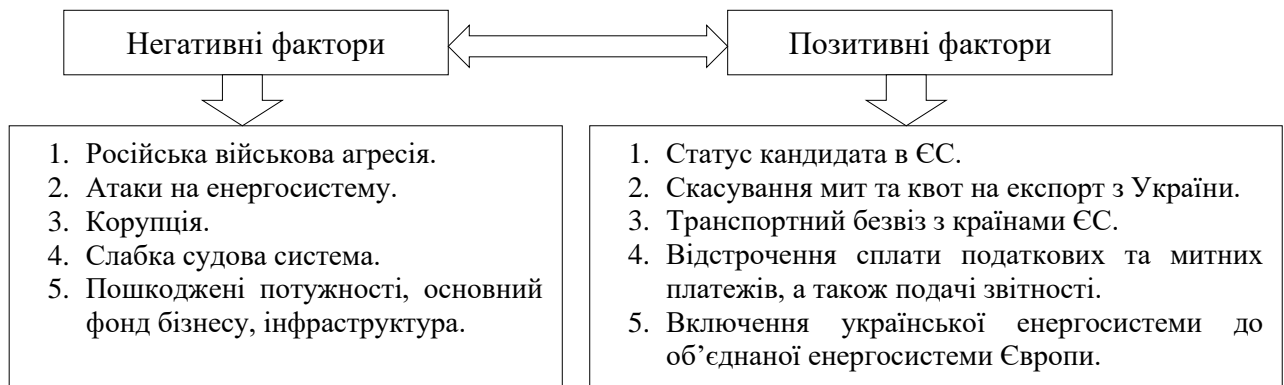 Негативні фактори
Позитивні фактори
1. Російська військова агресія.
2. Атаки на енергосистему.
3. Корупція.
4. Слабка судова система.
5. Пошкоджені потужності, основний
фонд бізнесу, інфраструктура.
1. Статус кандидата в ЄС.
2. Скасування мит та квот на експорт з України.
3. Транспортний безвіз з країнами ЄС.
4. Відстрочення сплати податкових та митних
платежів, а також подачі звітності.
5. Включення української енергосистеми до
об’єднаної енергосистеми Європи.